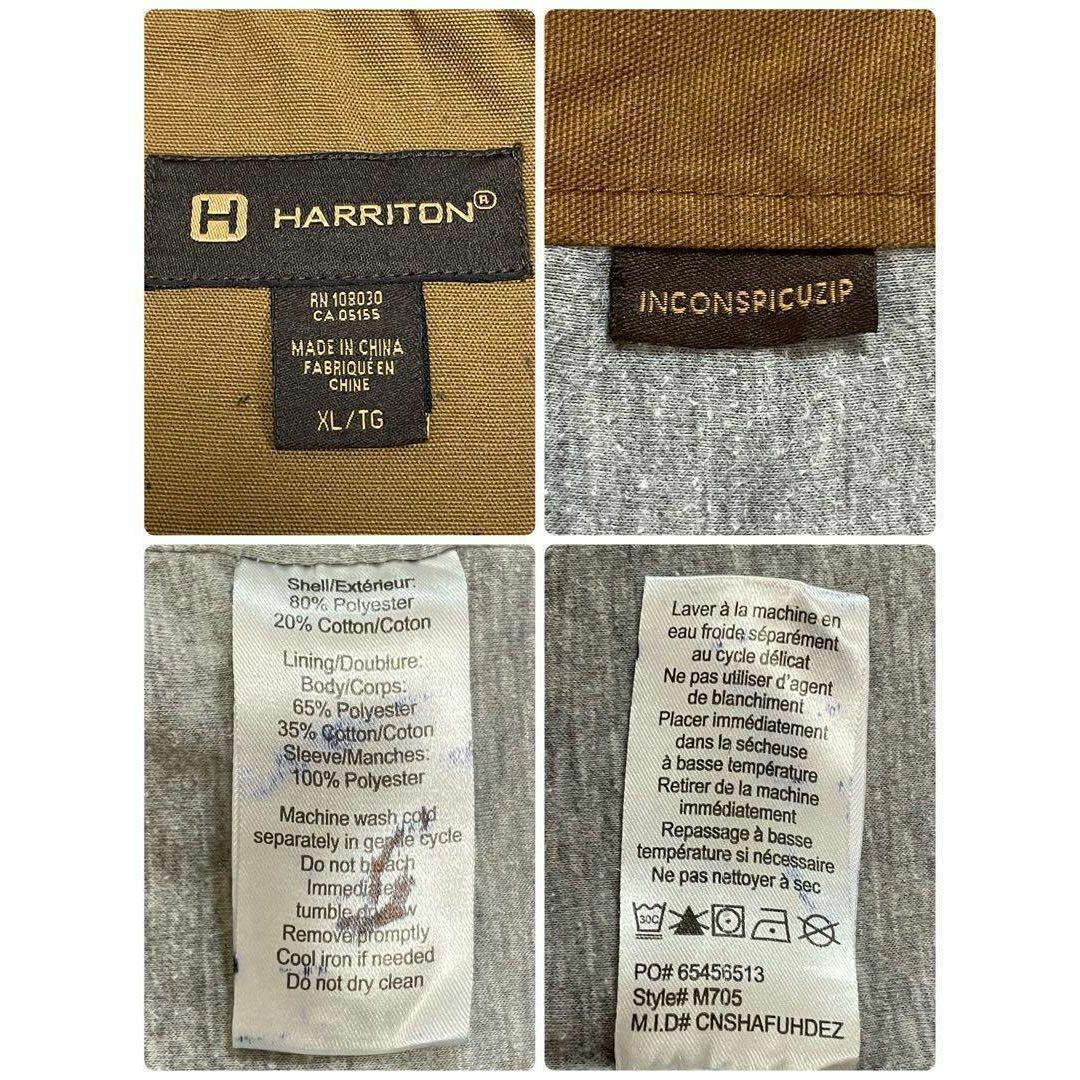 H HARRITON®
RN 108030
CA 05155
MADE IN CHINA
FABRIQUÉ EN
CHINE
XL/TG
INCONSPICUZIP
Shell/Extérieur:
80% Polyester
20% Cotton/Coton
Lining/Doublure:
Body/Corps:
65% Polyester
35% Cotton/Coton
Sleeve/Manches:
100% Polyester
Machine wash cold
separately in gentle cycle
Do not bleach
Immediately
tumble dry low
Remove promptly
Cool iron if needed
Do not dry clean
Laver à la machine en
eau froide séparément
au cycle délicat
Ne pas utiliser d'agent
de blanchiment
Placer immédiatement
dans la sécheuse
à basse température
Retirer de la machine
immédiatement
Repassage à basse
température si nécessaire
Ne pas nettoyer à sec
30C
PO# 65456513
Style# M705
M.I.D# CNSHAFUHDEZ